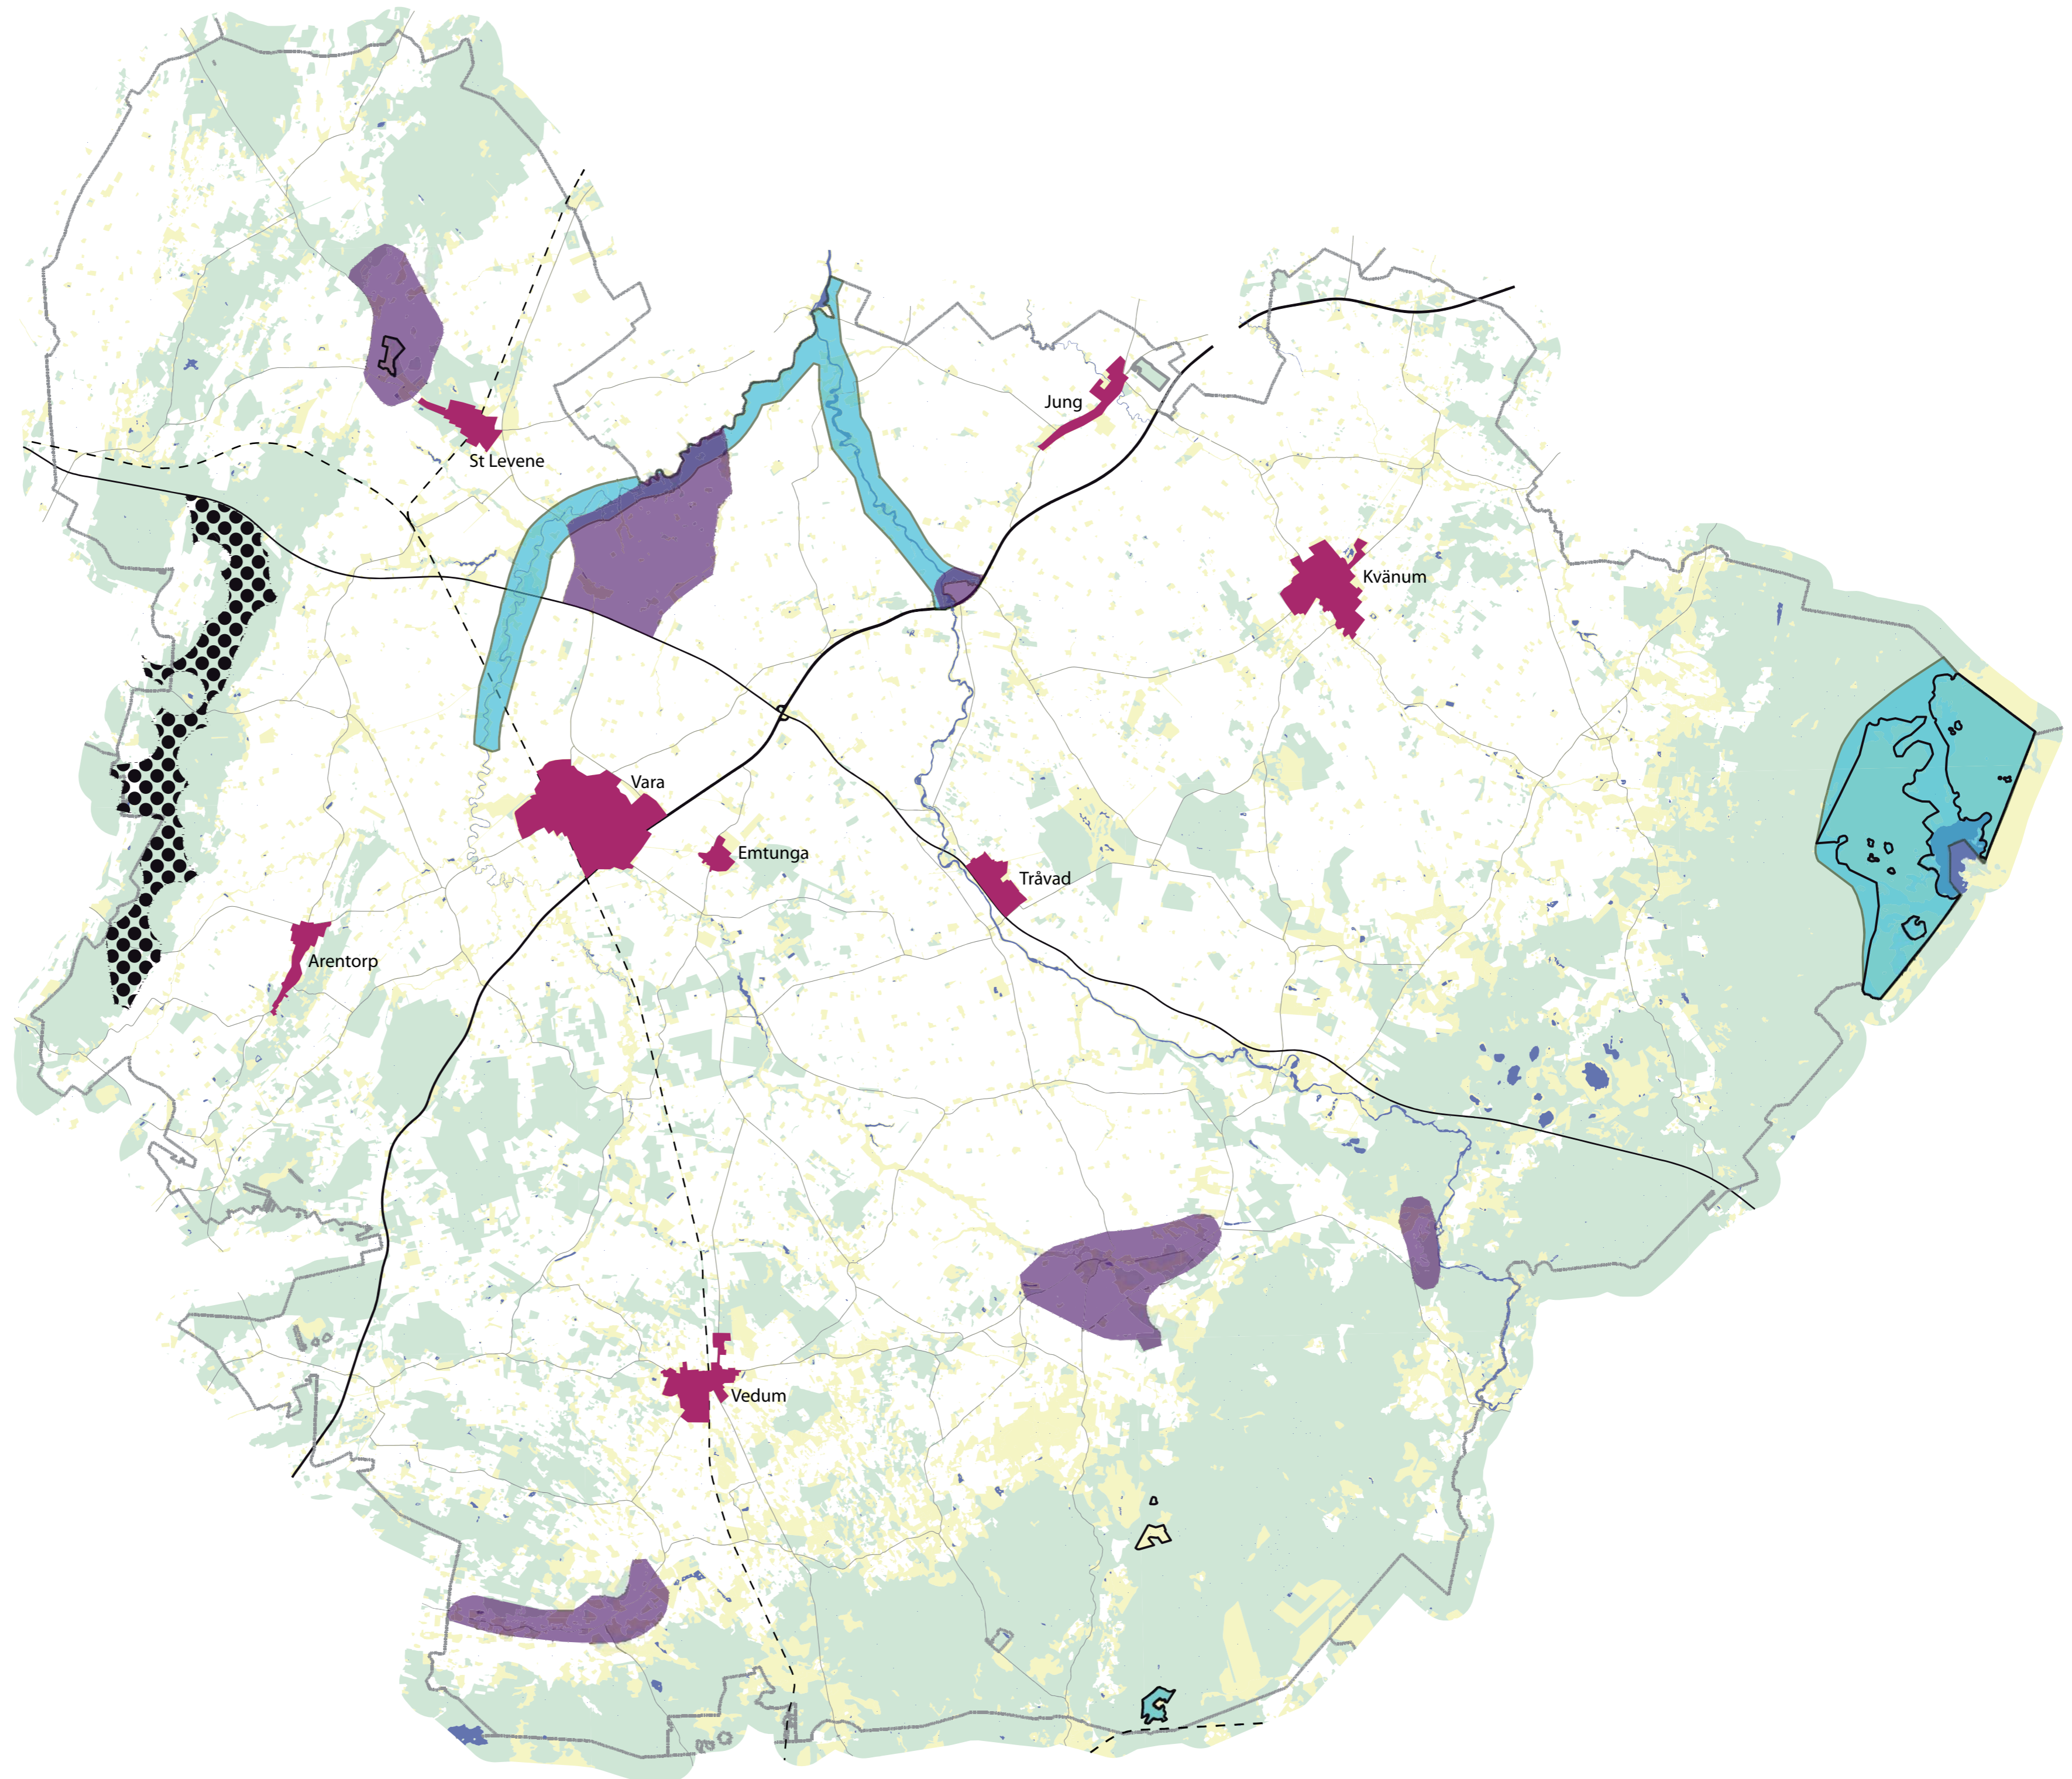 Jung
St Levene
Kvänum
Vara
Emtunga
Tråvad
Arentorp
Vedum